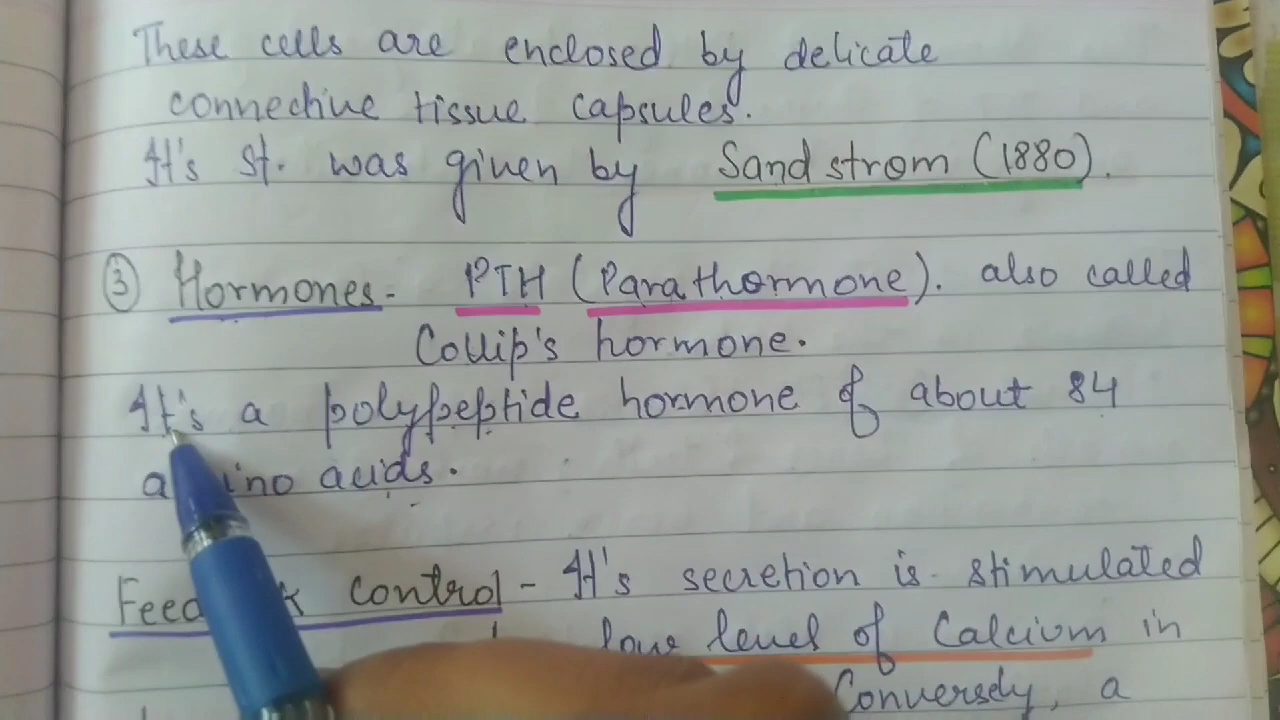 These cells are enclosed by delicate
connective tissue capsules.
It's st. was given by Sandstrom (1880).
③ Hormones- PTH (Parathormone). also called
Collip's hormone.
It's a polypeptide hormone of about 84
acids.
control - It's secretion is stimulated
low level of Calcium in
Conversely, a